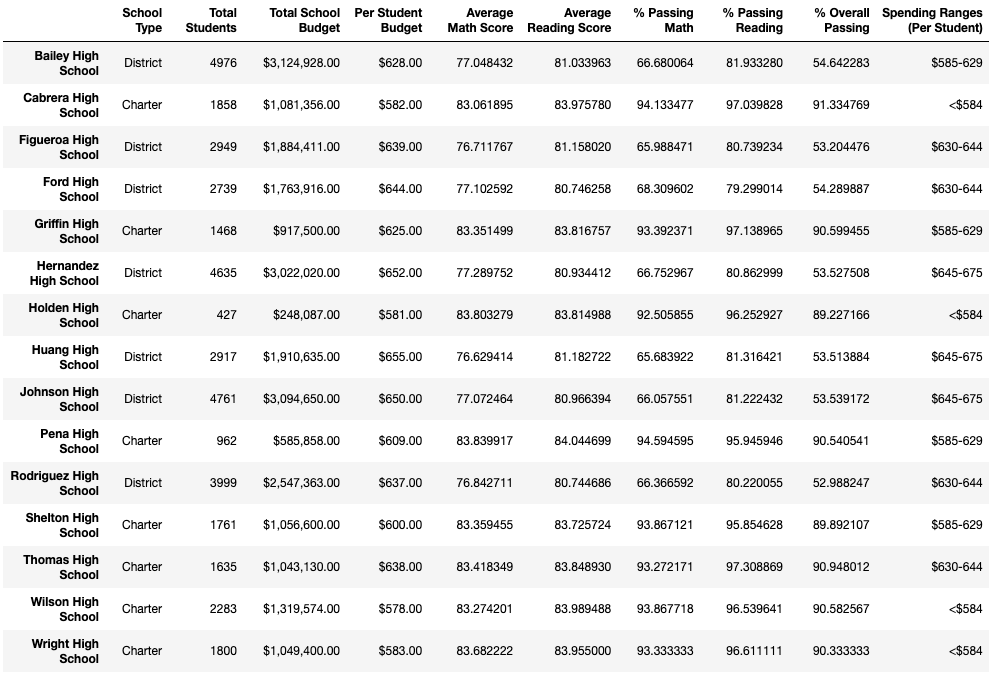 School Type Total Students Total School Budget Per Student Budget Average Math Score Average Reading Score % Passing Math % Passing Reading % Overall Passing Spending Ranges (Per Student)
Bailey High School District 4976 $3,124,928.00 $628.00 77.048432 81.033963 66.680064 81.933280 54.642283 $585-629
Cabrera High School Charter 1858 $1,081,356.00 $582.00 83.061895 83.975780 94.133477 97.039828 91.334769 <$584
Figueroa High School District 2949 $1,884,411.00 $639.00 76.711767 81.158020 65.988471 80.739234 53.204476 $630-644
Ford High School District 2739 $1,763,916.00 $644.00 77.102592 80.746258 68.309602 79.299014 54.289887 $630-644
Griffin High School Charter 1468 $917,500.00 $625.00 83.351499 83.816757 93.392371 97.138965 90.599455 $585-629
Hernandez High School District 4635 $3,022,020.00 $652.00 77.289752 80.934412 66.752967 80.862999 53.527508 $645-675
Holden High School Charter 427 $248,087.00 $581.00 83.803279 83.814988 92.505855 96.252927 89.227166 <$584
Huang High School District 2917 $1,910,635.00 $655.00 76.629414 81.182722 65.683922 81.316421 53.513884 $645-675
Johnson High School District 4761 $3,094,650.00 $650.00 77.072464 80.966394 66.057551 81.222432 53.539172 $645-675
Pena High School Charter 962 $585,858.00 $609.00 83.839917 84.044699 94.594595 95.945946 90.540541 $585-629
Rodriguez High School District 3999 $2,547,363.00 $637.00 76.842711 80.744686 66.366592 80.220055 52.988247 $630-644
Shelton High School Charter 1761 $1,056,600.00 $600.00 83.359455 83.725724 93.867121 95.854628 89.892107 $585-629
Thomas High School Charter 1635 $1,043,130.00 $638.00 83.418349 83.848930 93.272171 97.308869 90.948012 $630-644
Wilson High School Charter 2283 $1,319,574.00 $578.00 83.274201 83.989488 93.867718 96.539641 90.582567 <$584
Wright High School Charter 1800 $1,049,400.00 $583.00 83.682222 83.955000 93.333333 96.611111 90.333333 <$584